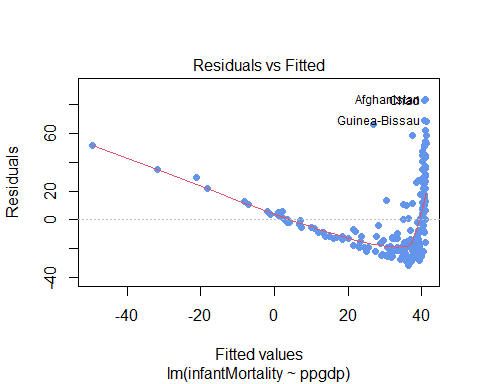 Residuals vs Fitted
Afghanistan
Chad
Guinea-Bissau
Residuals
-40
0
20
60
-40
-20
0
20
40
Fitted values
lm(infantMortality ~ ppgdp)